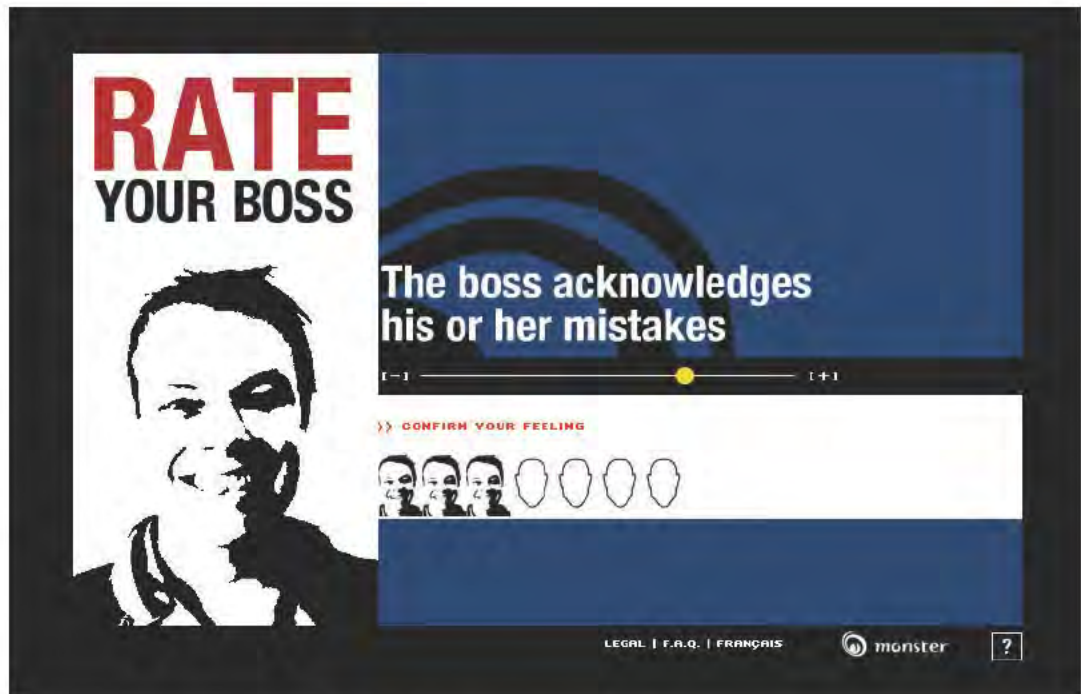 RATE
YOUR BOSS
The boss acknowledges
his or her mistakes
[-]
[+]
>> CONFIRM YOUR FEELING
LEGAL | F.A.Q. | FRANÇAIS
monster
?